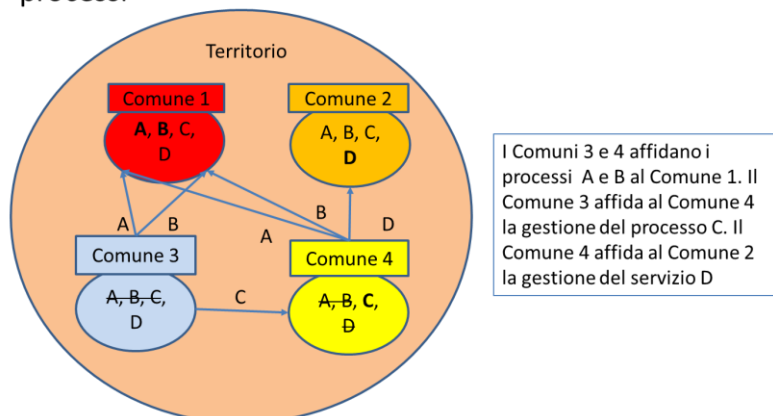 processi
Territorio
Comune 1
A, B, C,
D
Comune 2
A, B, C,
D
A
B
A
B
D
Comune 3
A, B, C,
D
C
Comune 4
A, B, C,
D
I Comuni 3 e 4 affidano i
processi A e B al Comune 1. Il
Comune 3 affida al Comune 4
la gestione del processo C. Il
Comune 4 affida al Comune 2
la gestione del servizio D